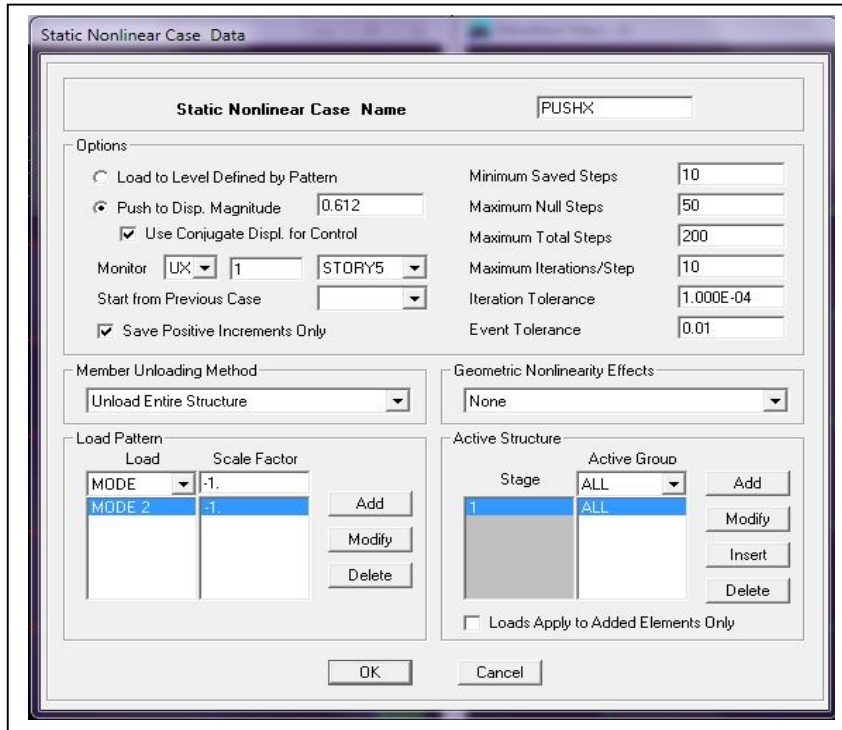 Static Nonlinear Case Data
Static Nonlinear Case Name PUSHX
Options
Load to Level Defined by Pattern
Push to Disp. Magnitude 0.612
Use Conjugate Displ. for Control
Monitor UX 1 STORY5
Start from Previous Case
Save Positive Increments Only
Minimum Saved Steps 10
Maximum Null Steps 50
Maximum Total Steps 200
Maximum Iterations/Step 10
Iteration Tolerance 1.000E-04
Event Tolerance 0.01
Member Unloading Method
Unload Entire Structure
Geometric Nonlinearity Effects
None
Load Pattern
Load Scale Factor
MODE -1.
MODE 2 -1.
Add
Modify
Delete
Active Structure
Active Group
Stage ALL
1 ALL
Add
Modify
Insert
Delete
Loads Apply to Added Elements Only
OK Cancel